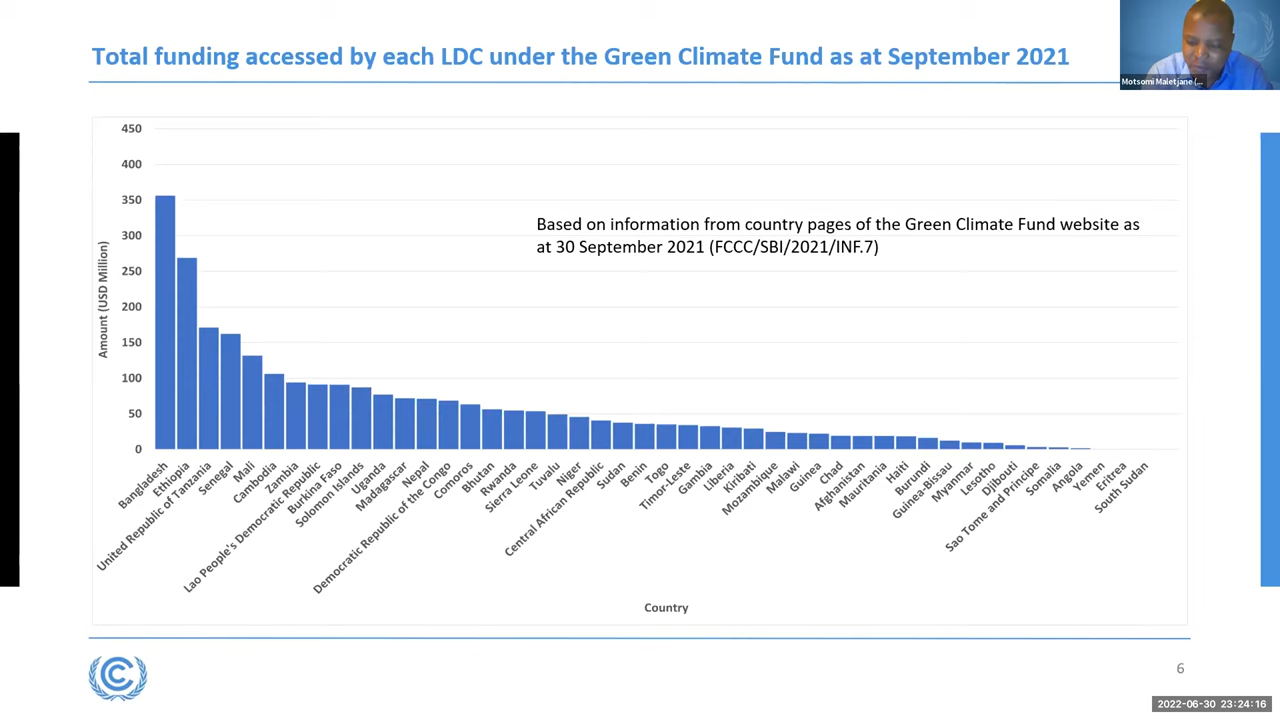 Total funding accessed by each LDC under the Green Climate Fund as at September 2021
Motsomi Maletjane (...
450
400
350
300
250
200
150
100
50
0
Amount (USD Million)
Based on information from country pages of the Green Climate Fund website as
at 30 September 2021 (FCCC/SBI/2021/INF.7)
Bangladesh
Ethiopia
United Republic of Tanzania
Senegal
Mali
Cambodia
Zambia
Lao People's Democratic Republic
Burkina Faso
Solomon Islands
Uganda
Madagascar
Nepal
Democratic Republic of the Congo
Comoros
Bhutan
Rwanda
Sierra Leone
Tuvalu
Niger
Central African Republic
Sudan
Benin
Togo
Timor-Leste
Gambia
Liberia
Kiribati
Mozambique
Malawi
Guinea
Chad
Afghanistan
Mauritania
Haiti
Burundi
Guinea-Bissau
Myanmar
Lesotho
Djibouti
Sao Tome and Principe
Somalia
Angola
Yemen
Eritrea
South Sudan
Country
6
2022-06-30 23:24:16